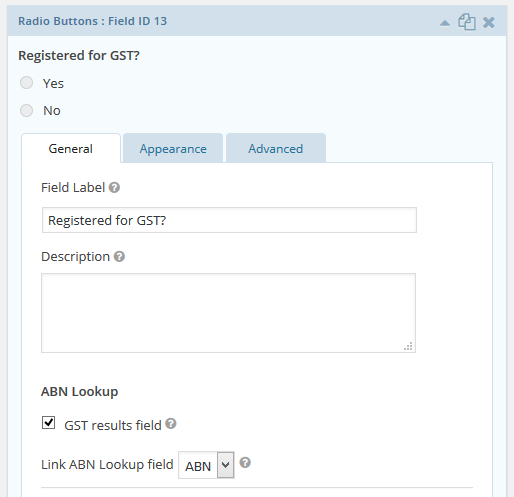 Radio Buttons : Field ID 13
Registered for GST?
Yes
No
General Appearance Advanced
Field Label ?
Registered for GST?
Description ?
ABN Lookup
GST results field ?
Link ABN Lookup field ABN ?